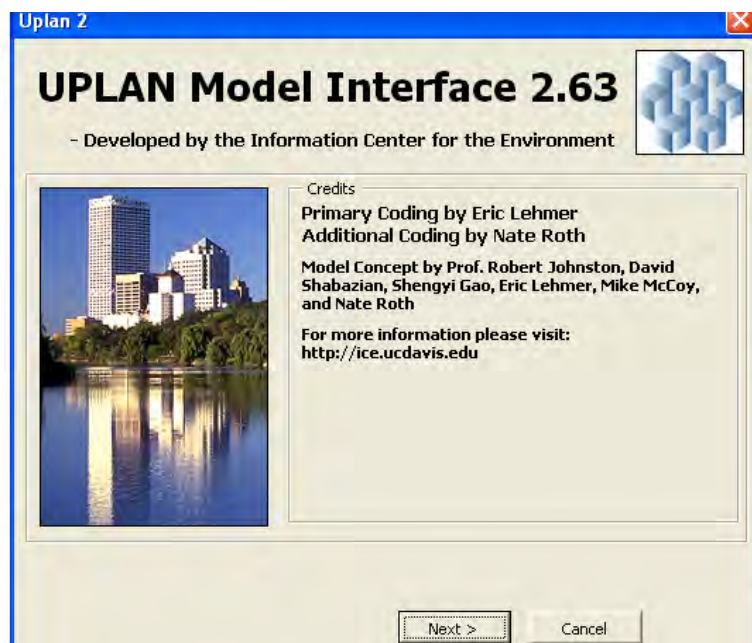 Uplan 2
UPLAN Model Interface 2.63
- Developed by the Information Center for the Environment
Credits
Primary Coding by Eric Lehmer
Additional Coding by Nate Roth
Model Concept by Prof. Robert Johnston, David
Shabazian, Shengyi Gao, Eric Lehmer, Mike McCoy,
and Nate Roth
For more information please visit:
http://ice.ucdavis.edu
Next >
Cancel